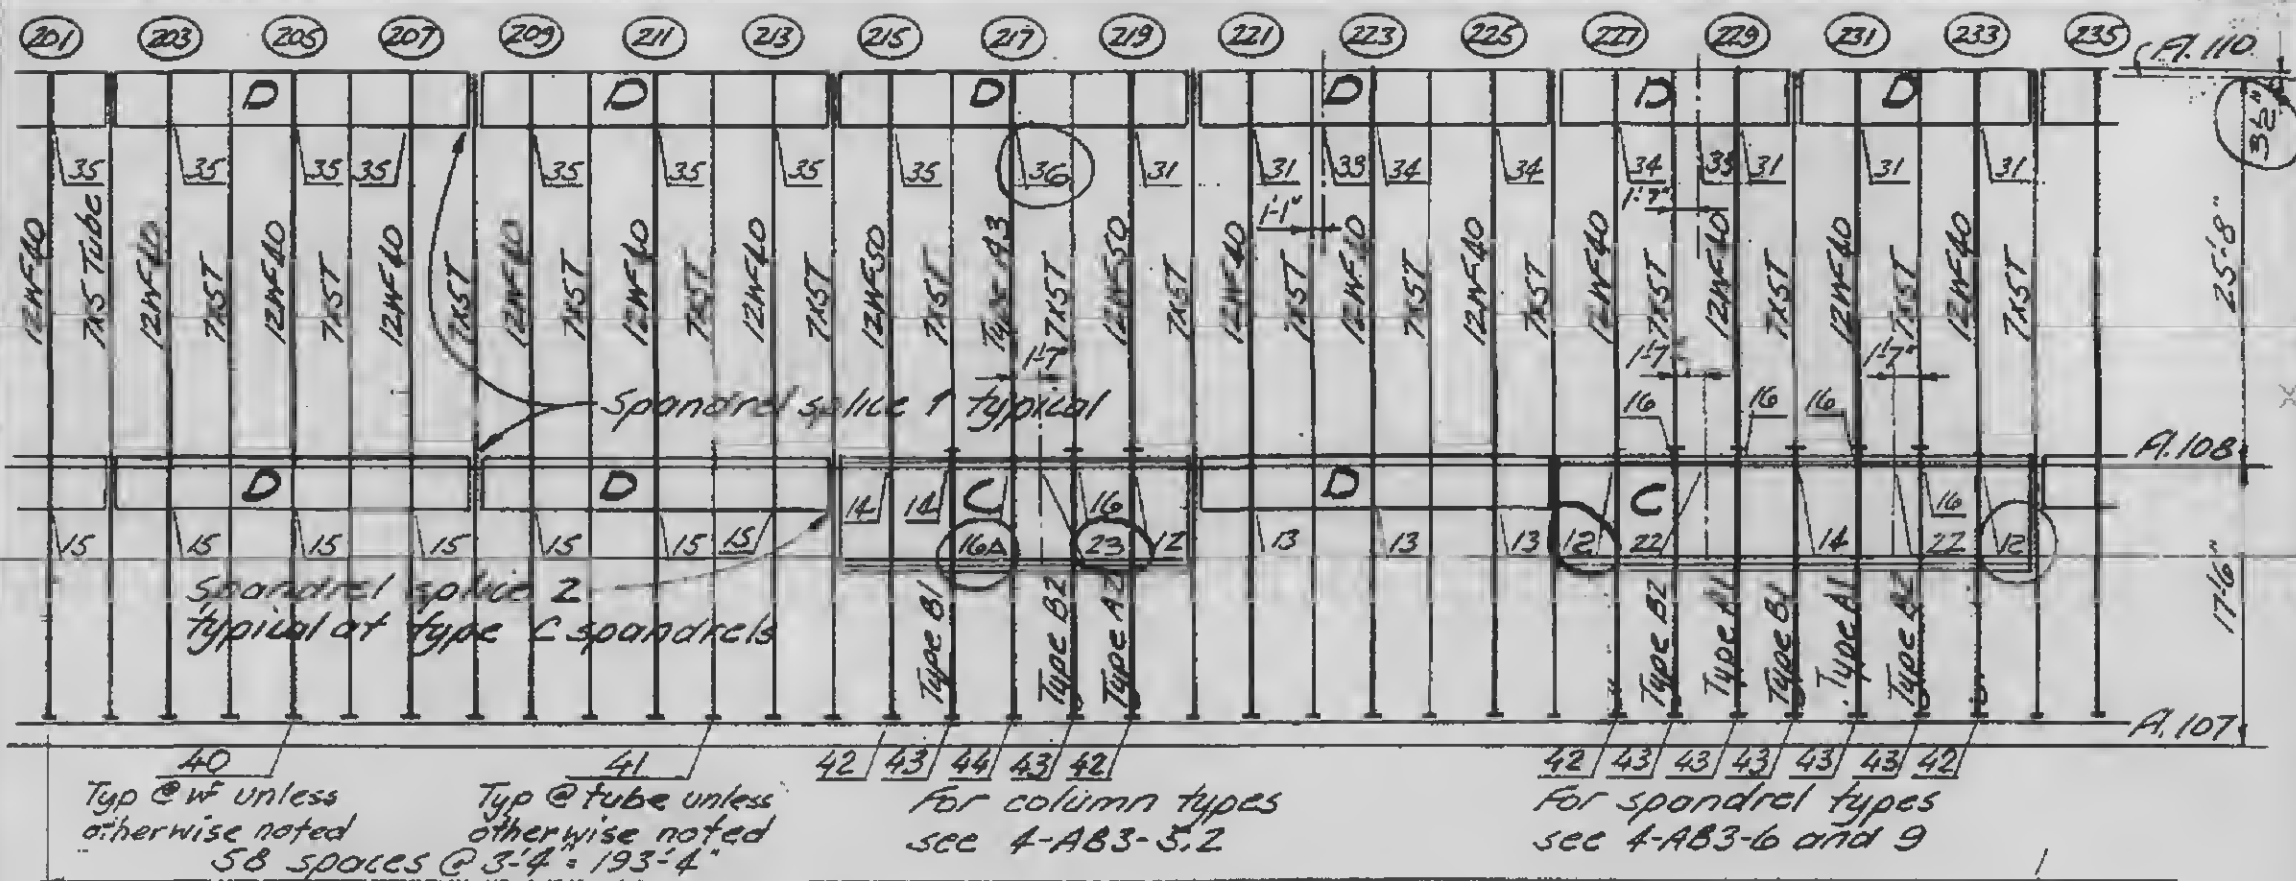 201 203 205 207 209 211 213 215 217 219 221 223 225 227 229 231 233 235
Fl. 110
D D D D D D
3½"
35 35 35 35 35 35 35 35 36 31 31 33 34 34 34 33 31 31 31
1'-1" 1'-7"
12WF40 7X5 Tube 12WF40 7X5T 12WF40 7X5T 12WF40 7X5T 12WF40 7X5T 12WF40 7X5T 12WF40 7X5T 12WF50 7X5T Type A3 7X5T 12WF50 7X5T 12WF40 7X5T 12WF40 7X5T 12WF40 7X5T 12WF40 7X5T 12WF40 7X5T 12WF40 7X5T 12WF40 7X5T
25'-8"
1'-7" 1'-7" 1'-7"
Spandrel splice 1 typical
16 16 16
Fl. 108
D D C D C
14 14 16 16
15 15 15 15 15 15 15 16A 23 12 13 13 13 12 22 14 22 12
Spandrel splice 2
typical at type C spandrels
Type B1 Type B2 Type A2 Type B2 Type A1 Type B1 Type A1 Type B2
17'-6"
Fl. 107
40 41 42 43 44 43 42 42 43 43 43 43 43 42
Typ @ wf unless
otherwise noted
Typ @ tube unless
otherwise noted
For column types
see 4-AB3-5.2
For spandrel types
see 4-AB3-6 and 9
58 spaces @ 3'-4" = 193'-4"